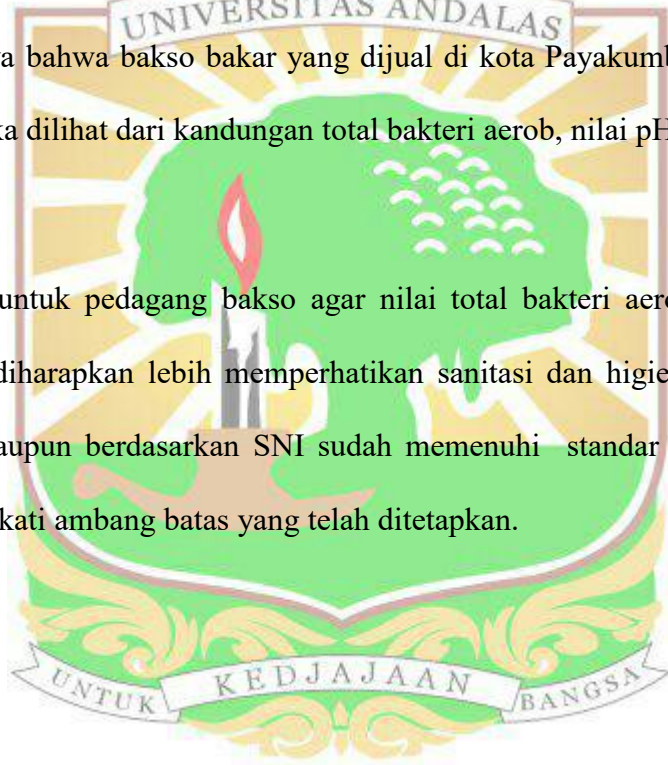 UNIVERSITAS ANDALAS
a bahwa bakso bakar yang dijual di kota Payakumb
a dilihat dari kandungan total bakteri aerob, nilai pH
untuk pedagang bakso agar nilai total bakteri aero
diharapkan lebih memperhatikan sanitasi dan higie
aupun berdasarkan SNI sudah memenuhi standar
kati ambang batas yang telah ditetapkan.
UNTUK KEDJAJAAN BANGSA